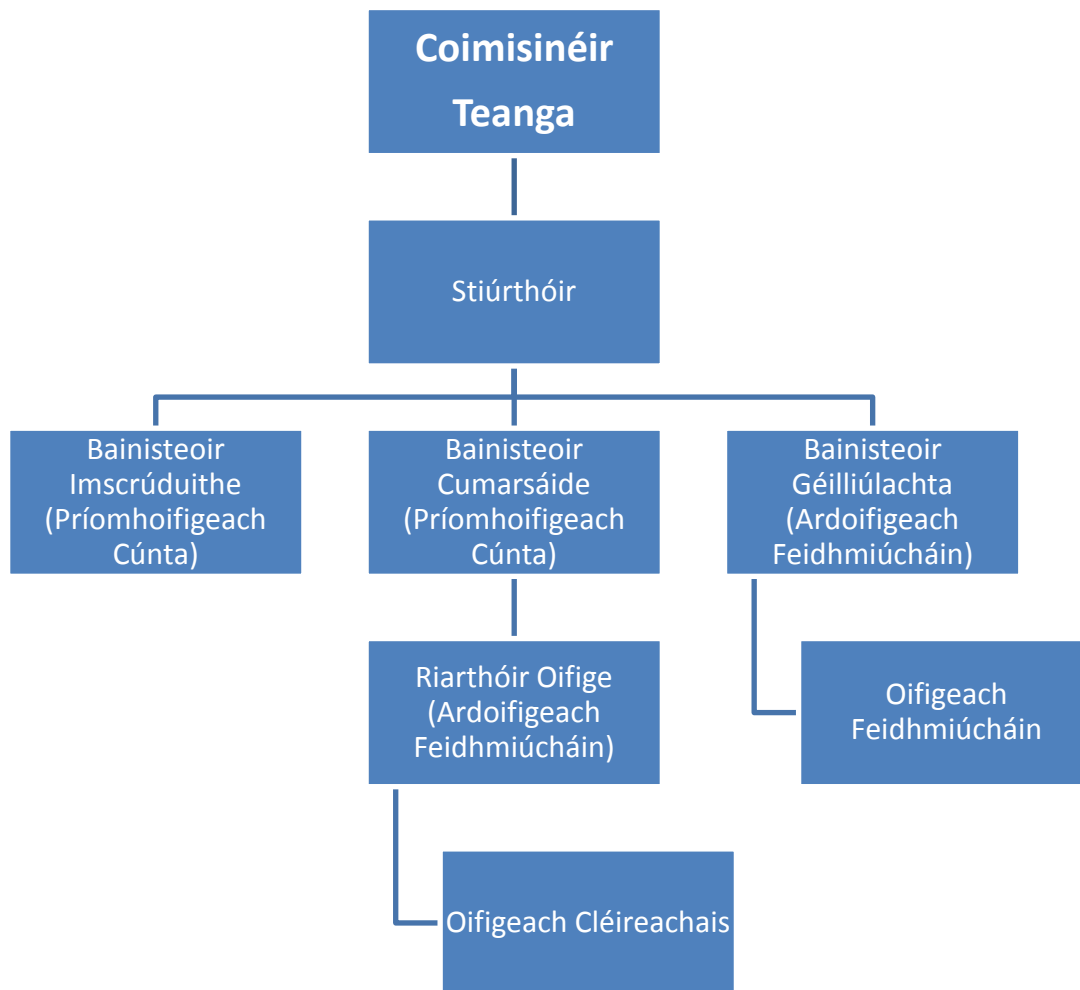 Coimisinéir
Teanga
Stiúrthóir
Bainisteoir
Imscrúduithe
(Príomhoifigeach
Cúnta)
Bainisteoir
Cumarsáide
(Príomhoifigeach
Cúnta)
Bainisteoir
Géilliúlachta
(Ardoifigeach
Feidhmiúcháin)
Riarthóir Oifige
(Ardoifigeach
Feidhmiúcháin)
Oifigeach
Feidhmiúcháin
Oifigeach Cléireachais